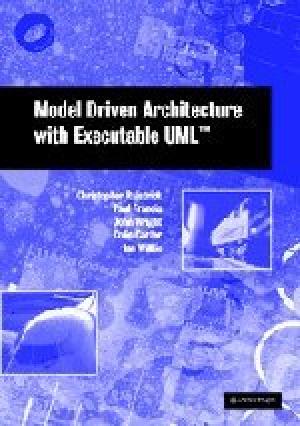 Model Driven Architecture
with Executable UML™
Christopher Raistrick
Paul Francis
John Wright
Colin Carter
Ian Wilkie